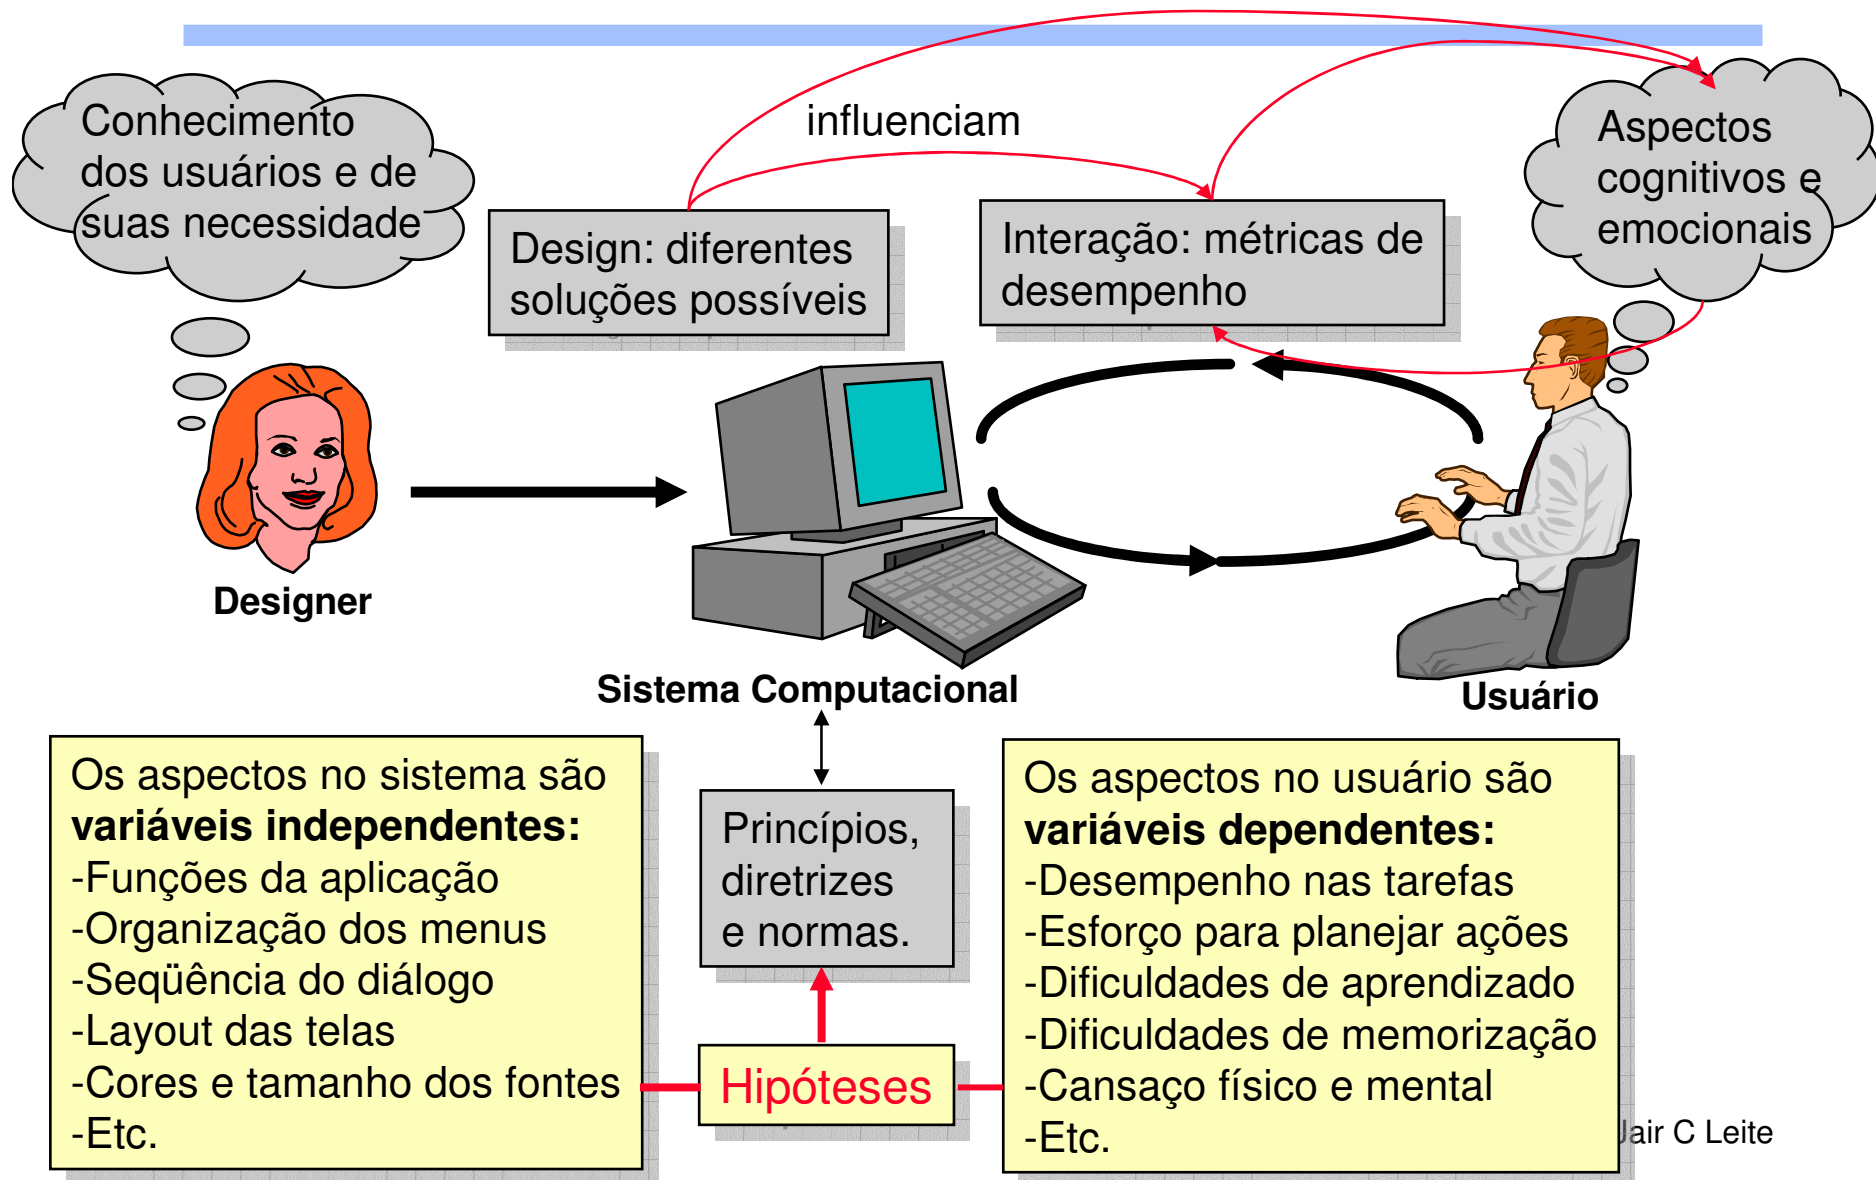 Conhecimento
dos usuários e de
suas necessidade
influenciam
Aspectos
cognitivos e
emocionais
Design: diferentes
soluções possíveis
Interação: métricas de
desempenho
Designer
Sistema Computacional
Usuário
Os aspectos no sistema são
variáveis independentes:
-Funções da aplicação
-Organização dos menus
-Seqüência do diálogo
-Layout das telas
-Cores e tamanho dos fontes
-Etc.
Princípios,
diretrizes
e normas.
Hipóteses
Os aspectos no usuário são
variáveis dependentes:
-Desempenho nas tarefas
-Esforço para planejar ações
-Dificuldades de aprendizado
-Dificuldades de memorização
-Cansaço físico e mental
-Etc.
Jair C Leite